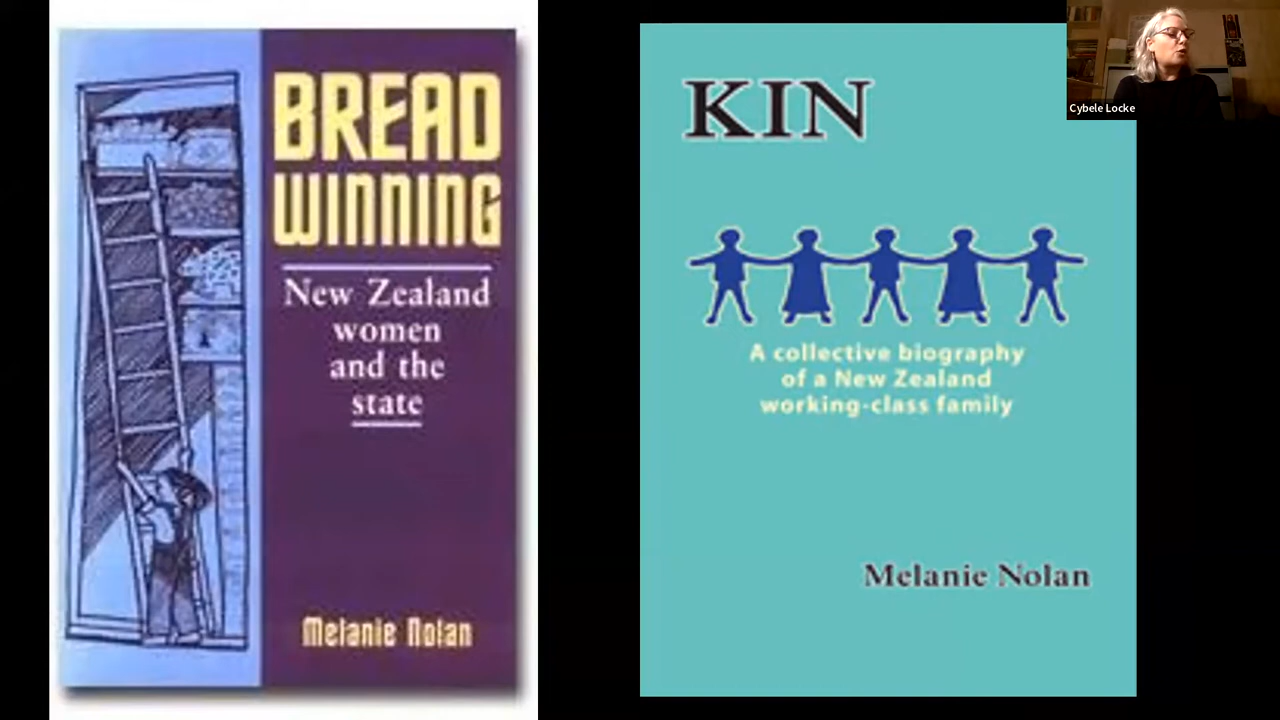 BREAD
WINNING
New Zealand
women
and the
state
Melanie Nolan
KIN
A collective biography
of a New Zealand
working-class family
Melanie Nolan
Cybele Locke